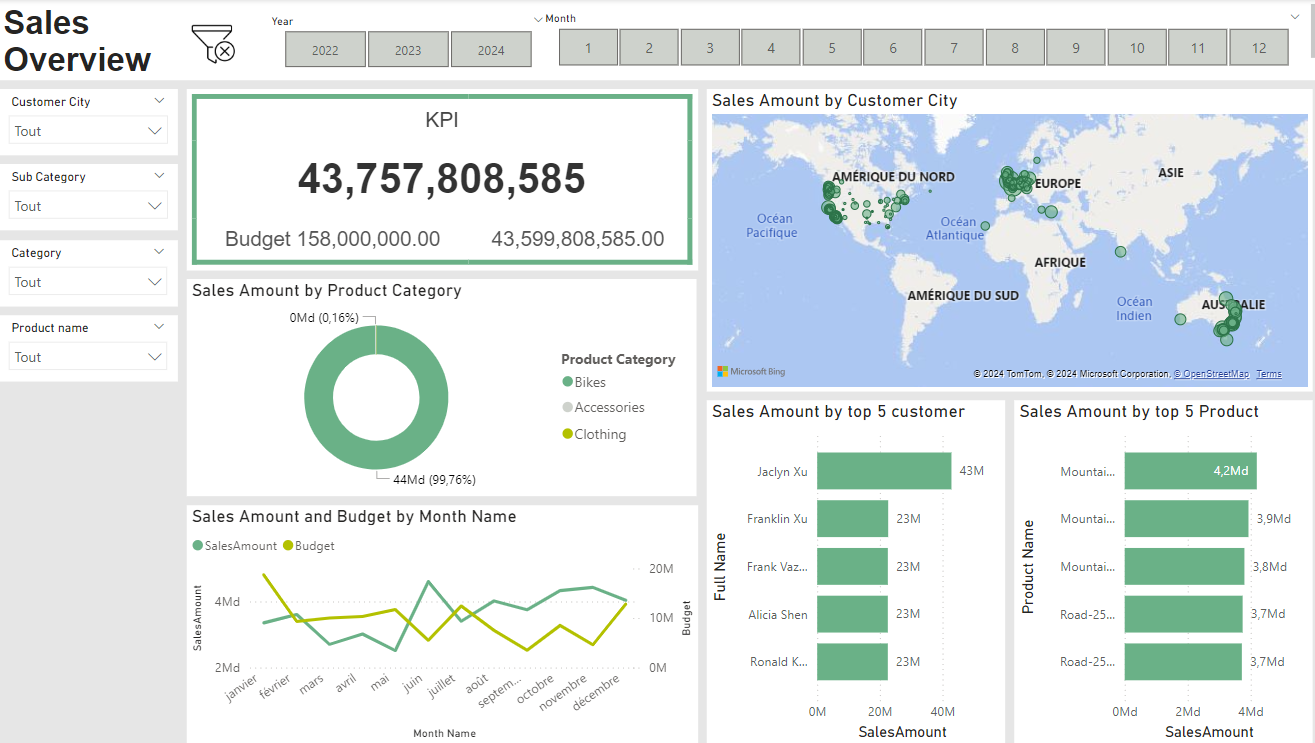 Sales
Overview
Year
2022
2023
2024
Month
1
2
3
4
5
6
7
8
9
10
11
12
Customer City
Tout
Sub Category
Tout
Category
Tout
Product name
Tout
KPI
43,757,808,585
Budget 158,000,000.00
43,599,808,585.00
Sales Amount by Product Category
0Md (0,16%)
44Md (99,76%)
Product Category
Bikes
Accessories
Clothing
Sales Amount and Budget by Month Name
SalesAmount
Budget
SalesAmount
4Md
2Md
20M
10M
0M
Budget
janvier
février
mars
avril
mai
juin
juillet
août
septem...
octobre
novembre
décembre
Month Name
Sales Amount by Customer City
AMÉRIQUE DU NORD
EUROPE
ASIE
Océan
Pacifique
Océan
Atlantique
AFRIQUE
AMÉRIQUE DU SUD
Océan
Indien
AUSTRALIE
Microsoft Bing
© 2024 TomTom, © 2024 Microsoft Corporation, © OpenStreetMap Terms
Sales Amount by top 5 customer
Full Name
Jaclyn Xu
43M
Franklin Xu
23M
Frank Vaz...
23M
Alicia Shen
23M
Ronald K...
23M
0M
20M
40M
SalesAmount
Sales Amount by top 5 Product
Product Name
Mountai...
4,2Md
Mountai...
3,9Md
Mountai...
3,8Md
Road-25...
3,7Md
Road-25...
3,7Md
0Md
2Md
4Md
SalesAmount